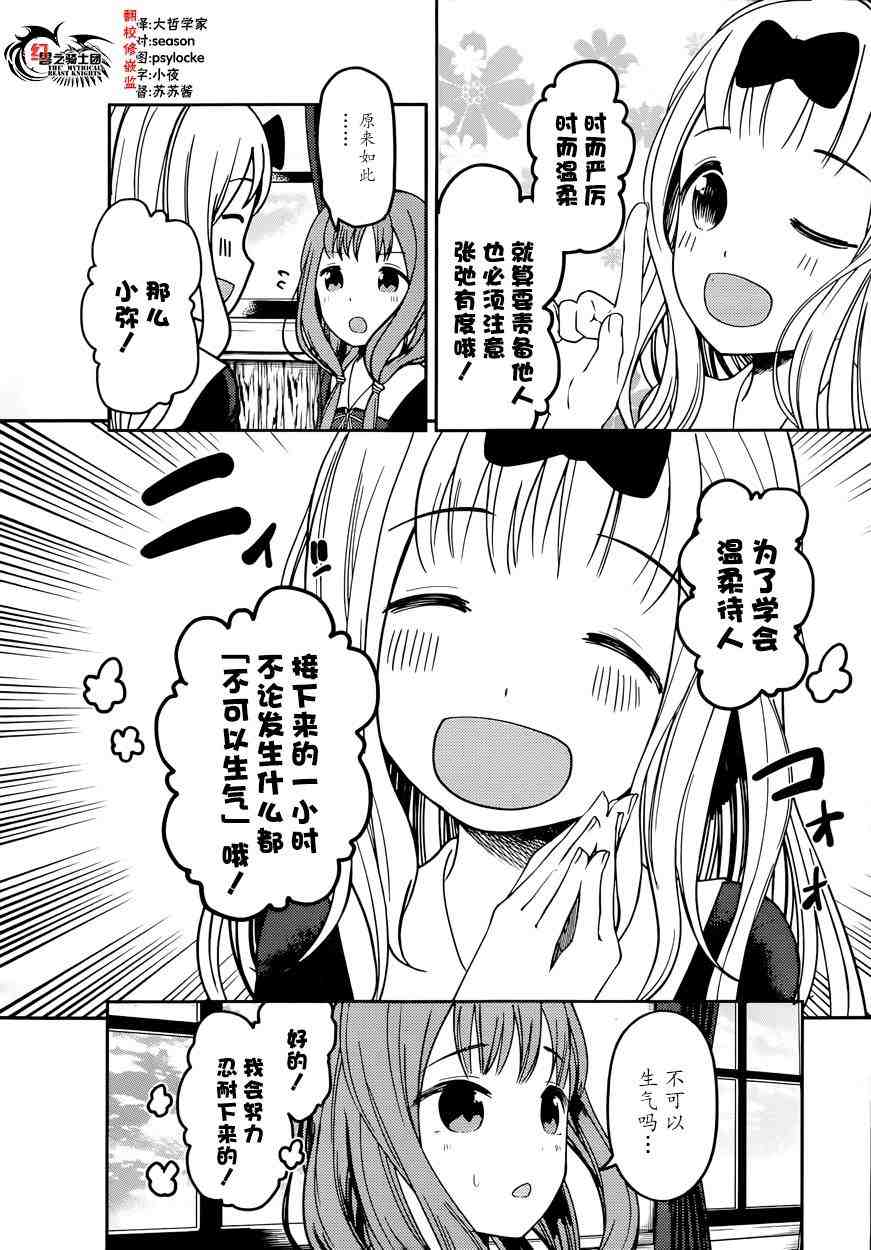 翻译:大哲学家
校对:season
修图:psylocke
嵌字:小夜
监督:苏苏酱
幻兽之骑士团
THE MYTHICAL
BEAST KNIGHTS
时而严厉
时而温柔
就算要责备他人
也必须注意
张弛有度哦！
原来如此
……
那么
小弥！
为了学会
温柔待人
接下来的一小时
不论发生什么都
「不可以生气」哦！
ニコォ
不可以
生气吗…
好的！
我会努力
忍耐下来的！